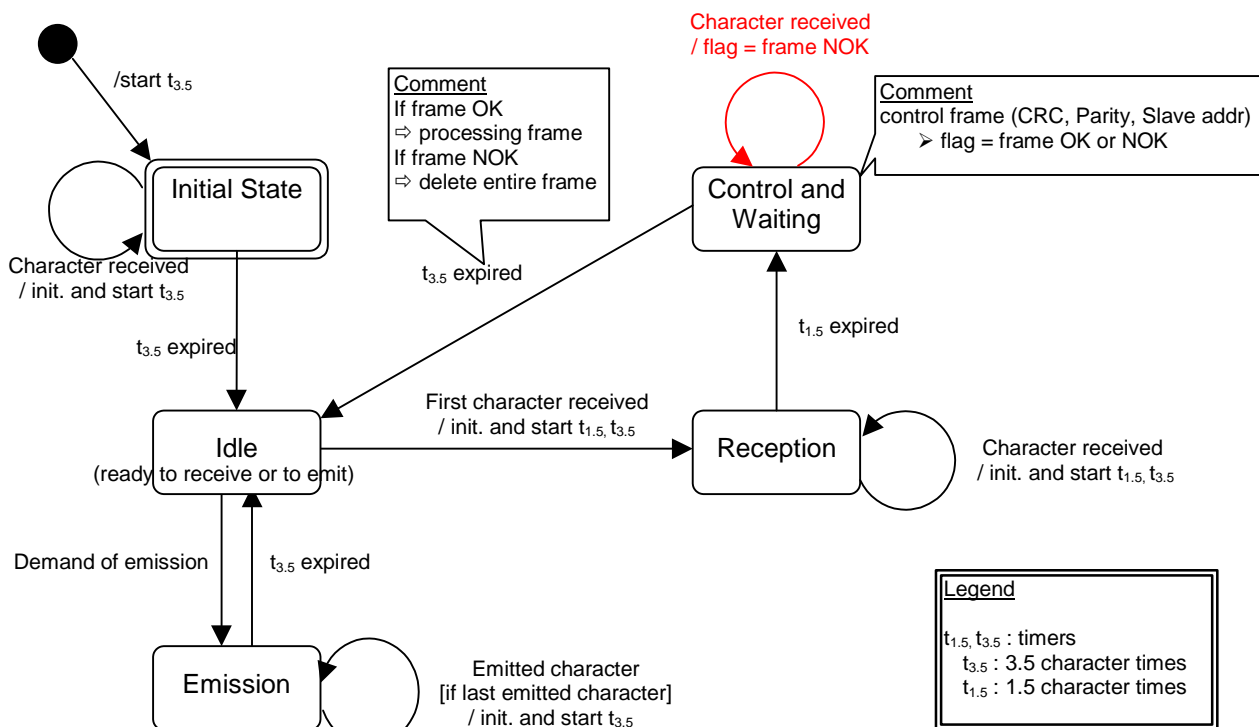 Character received
/ flag = frame NOK
/start t3.5
Comment
If frame OK
⇨ processing frame
If frame NOK
⇨ delete entire frame
Comment
control frame (CRC, Parity, Slave addr)
➢ flag = frame OK or NOK
Initial State
Control and
Waiting
Character received
/ init. and start t3.5
t3.5 expired
t3.5 expired
t1.5 expired
First character received
/ init. and start t1.5, t3.5
Idle
(ready to receive or to emit)
Reception
Character received
/ init. and start t1.5, t3.5
Demand of emission
t3.5 expired
Emission
Emitted character
[if last emitted character]
/ init. and start t3.5
Legend
t1.5, t3.5 : timers
t3.5 : 3.5 character times
t1.5 : 1.5 character times